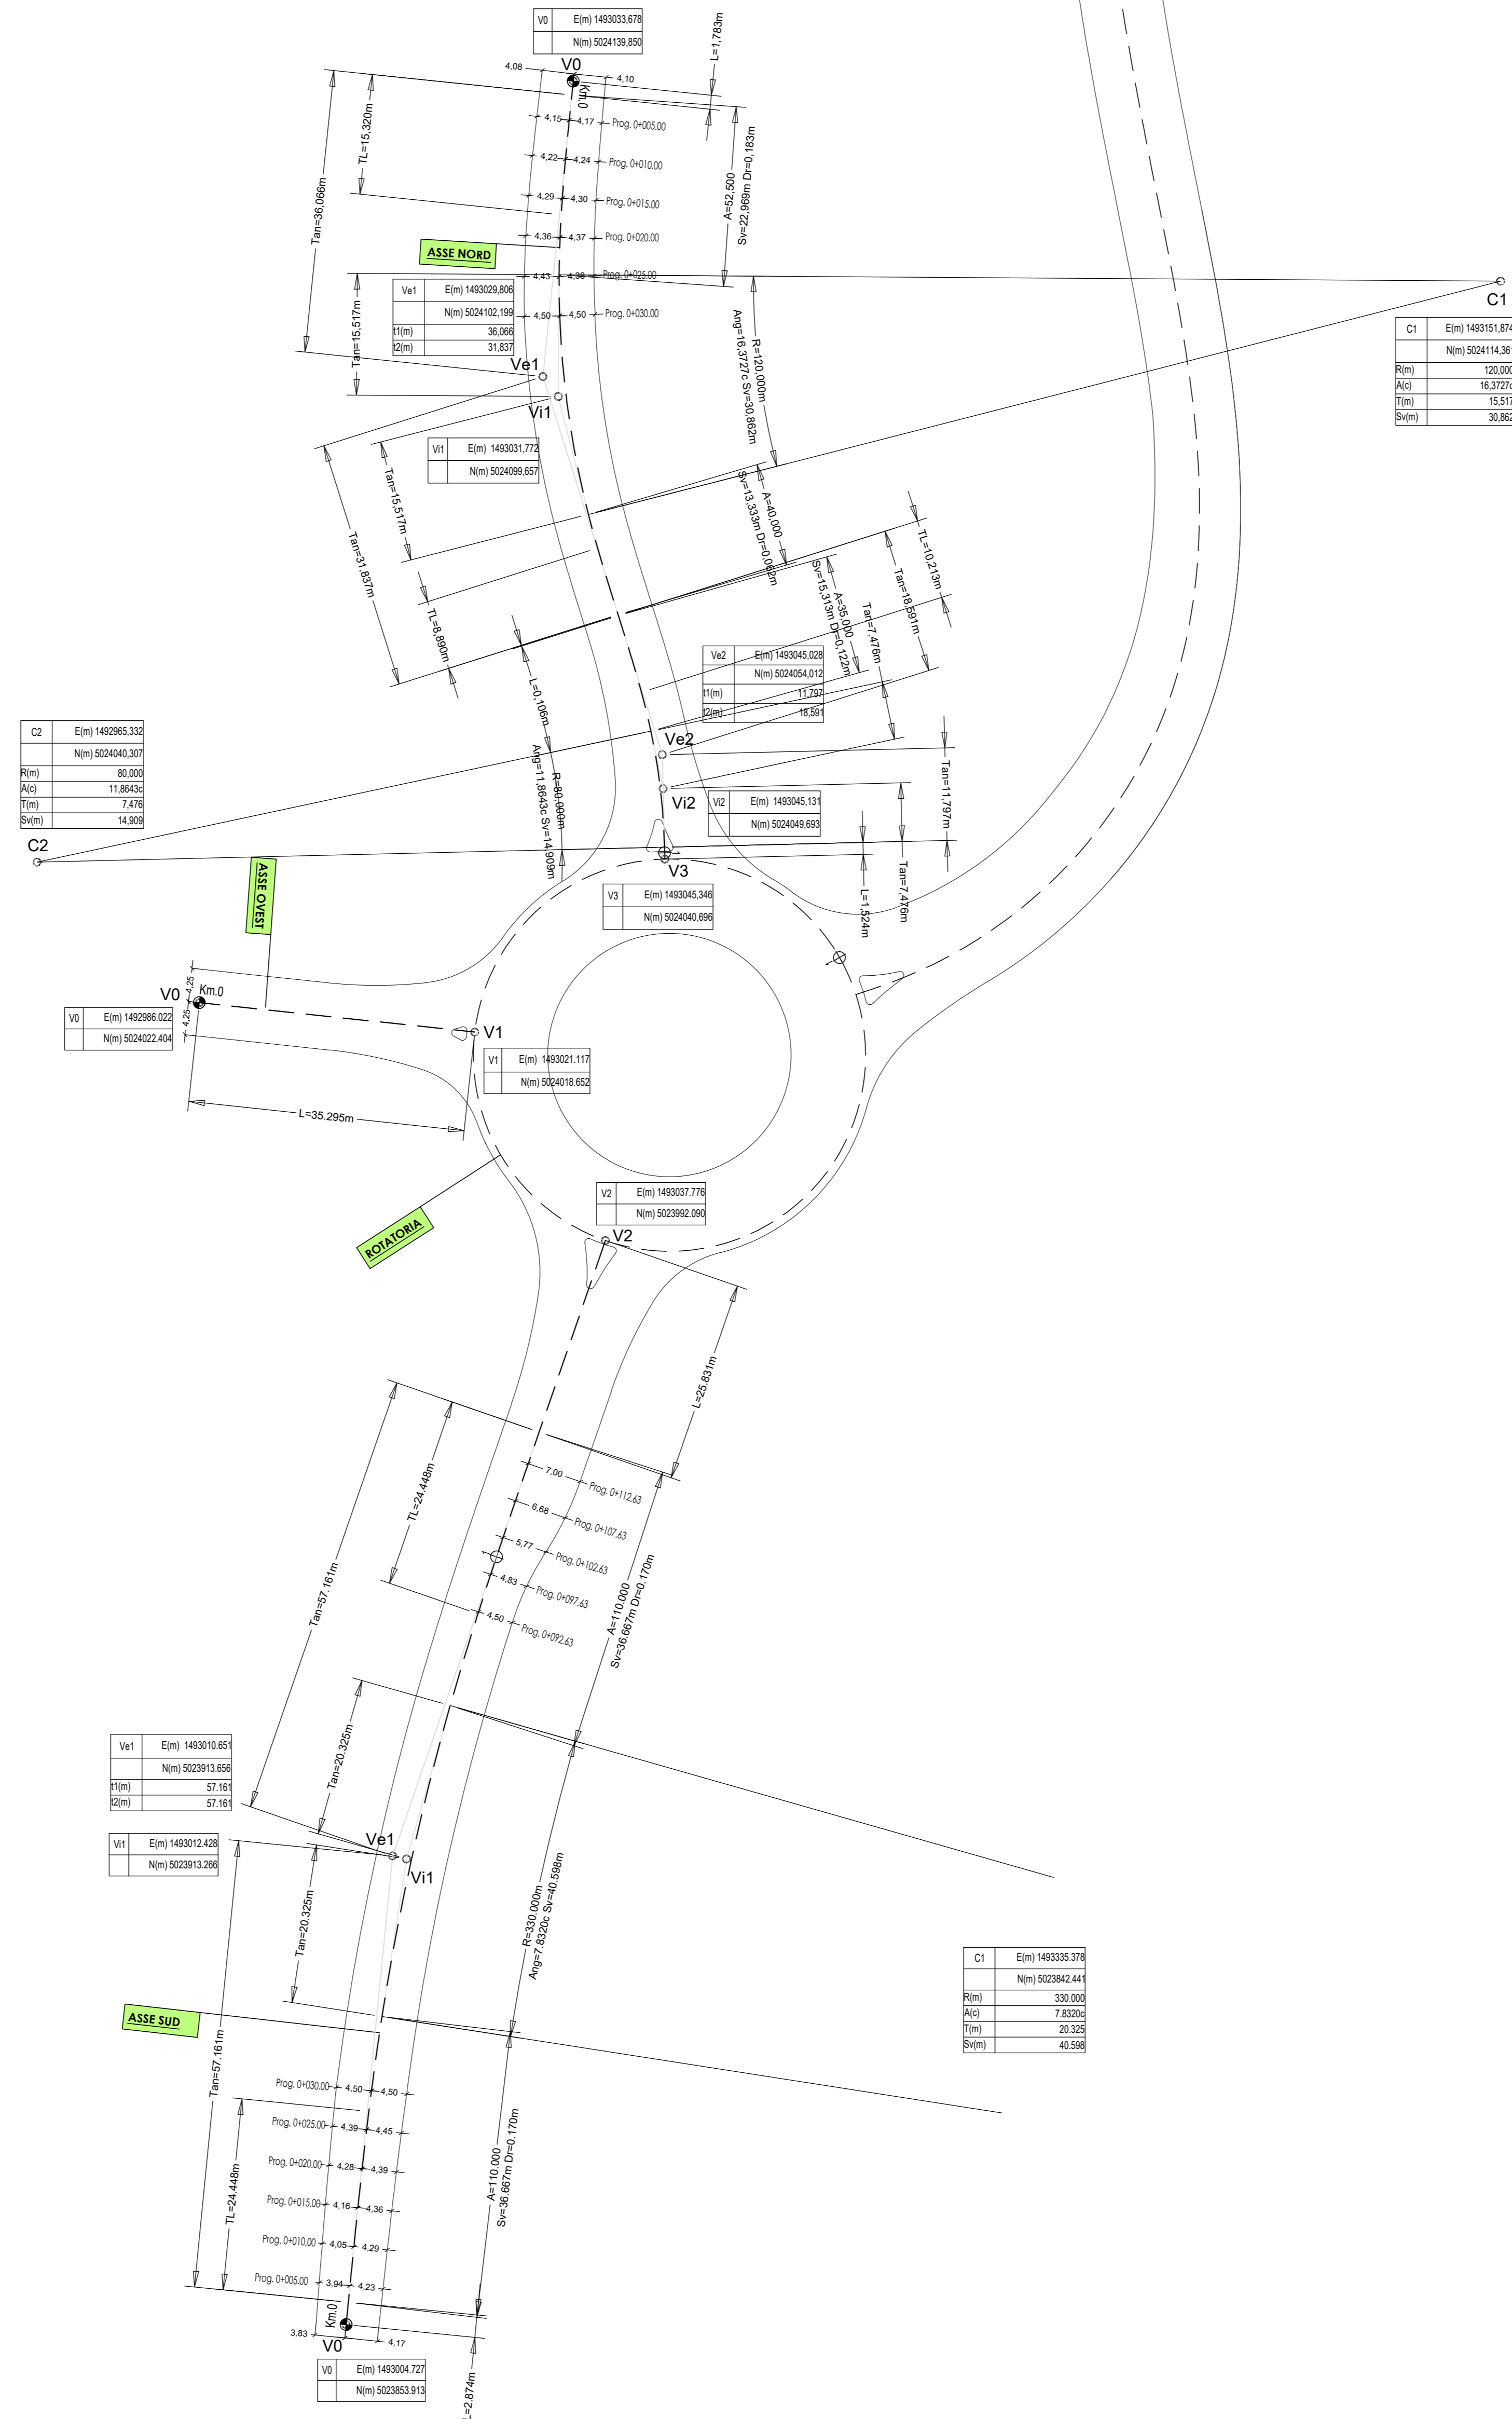 V0 E(m) 1493033,678
N(m) 5024139,850
V0
Km.0
4,08
4,10
L=1,783m
4,15 4,17 Prog. 0+005.00
4,22 4,24 Prog. 0+010.00
4,29 4,30 Prog. 0+015.00
4,36 4,37 Prog. 0+020.00
4,43 4,38 Prog. 0+025.00
4,50 4,50 Prog. 0+030.00
TL=15,320m
Tan=36,066m
A=52,500
Sv=22,969m Dr=0,183m
ASSE NORD
Ve1 E(m) 1493029,806
N(m) 5024102,199
t1(m) 36,066
t2(m) 31,837
Tan=15,517m
Ve1
Vi1
R=120,000m
Ang=16,3727c Sv=30,862m
C1
C1 E(m) 1493151,874
N(m) 5024114,36
R(m) 120,000
A(c) 16,3727c
T(m) 15,517
Sv(m) 30,862
Vi1 E(m) 1493031,772
N(m) 5024099,657
Tan=15,517m
Tan=31,837m
TL=8,890m
A=40,000
Sv=13,333m Dr=0,062m
TL=10,213m
Tan=18,591m
A=35,000
Sv=15,313m Dr=0,122m
Tan=7,476m
Ve2 E(m) 1493045,028
N(m) 5024054,012
t1(m) 11,797
t2(m) 18,591
L=0,106m
R=80,000m
Ang=11,8643c Sv=14,909m
C2 E(m) 1492965,332
N(m) 5024040,307
R(m) 80,000
A(c) 11,8643c
T(m) 7,476
Sv(m) 14,909
C2
Ve2
Vi2
Vi2 E(m) 1493045,131
N(m) 5024049,693
Tan=11,797m
Tan=7,476m
L=1,524m
V3
V3 E(m) 1493045,346
N(m) 5024040,696
ASSE OVEST
4,25
4,25
V0
Km.0
V0 E(m) 1492986.022
N(m) 5024022.404
V1
V1 E(m) 1493021.117
N(m) 5024018.652
L=35.295m
ROTATORIA
V2 E(m) 1493037.776
N(m) 5023992.090
V2
L=25.831m
TL=24.448m
Tan=57.161m
7,00 Prog. 0+112.63
6,68 Prog. 0+107.63
5,77 Prog. 0+102.63
4,83 Prog. 0+097.63
4,50 Prog. 0+092.63
A=110.000
Sv=36.667m Dr=0.170m
Tan=20.325m
Ve1 E(m) 1493010.651
N(m) 5023913.656
t1(m) 57.161
t2(m) 57.161
Vi1 E(m) 1493012.428
N(m) 5023913.266
Ve1
Vi1
Tan=20.325m
R=330.000m
Ang=7.8320c Sv=40.598m
C1 E(m) 1493335.378
N(m) 5023842.441
R(m) 330.000
A(c) 7.8320c
T(m) 20.325
Sv(m) 40.598
ASSE SUD
Tan=57.161m
TL=24.448m
Prog. 0+030.00 4,50 4,50
Prog. 0+025.00 4,39 4,45
Prog. 0+020.00 4,28 4,39
Prog. 0+015.00 4,16 4,36
Prog. 0+010.00 4,05 4,29
Prog. 0+005.00 3,94 4,23
A=110.000
Sv=36.667m Dr=0.170m
Km.0
3,83
4,17
V0
V0 E(m) 1493004.727
N(m) 5023853.913
L=2.874m